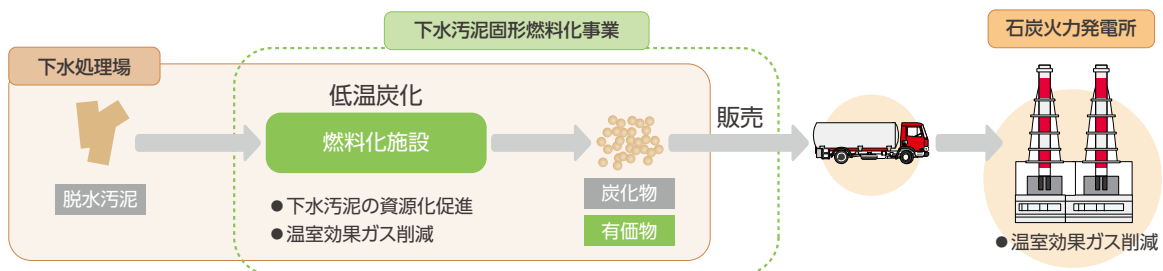 下水汚泥固形燃料化事業
石炭火力発電所
下水処理場
低温炭化
燃料化施設
販売
脱水汚泥
炭化物
有価物
●下水汚泥の資源化促進
●温室効果ガス削減
●温室効果ガス削減